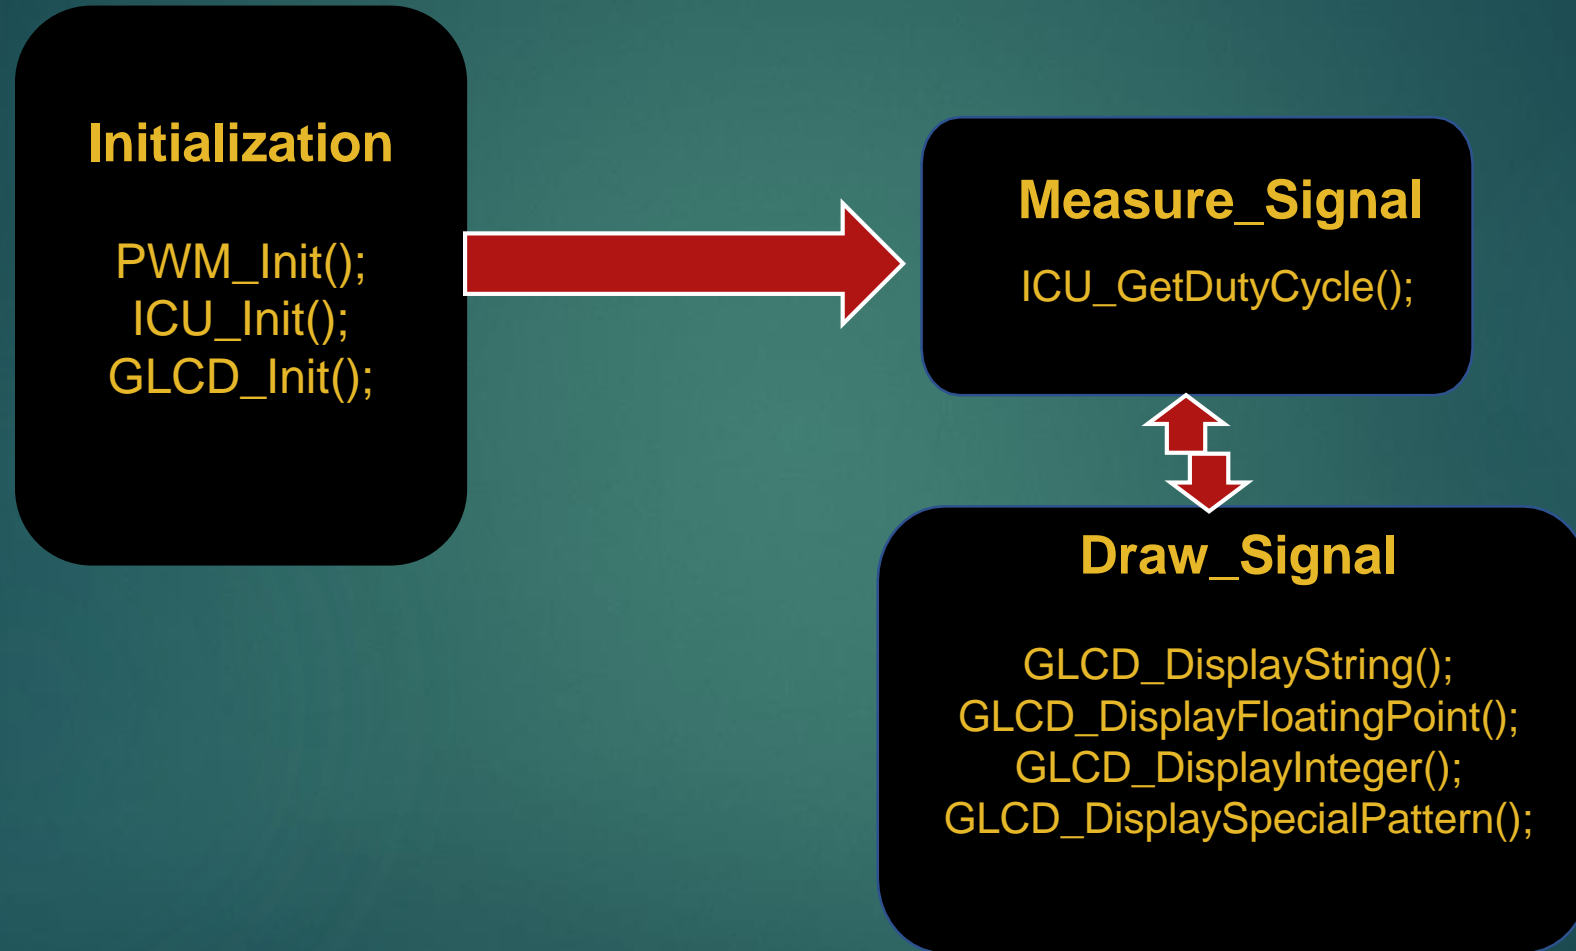 Initialization
PWM_Init();
ICU_Init();
GLCD_Init();
Measure_Signal
ICU_GetDutyCycle();
Draw_Signal
GLCD_DisplayString();
GLCD_DisplayFloatingPoint();
GLCD_DisplayInteger();
GLCD_DisplaySpecialPattern();